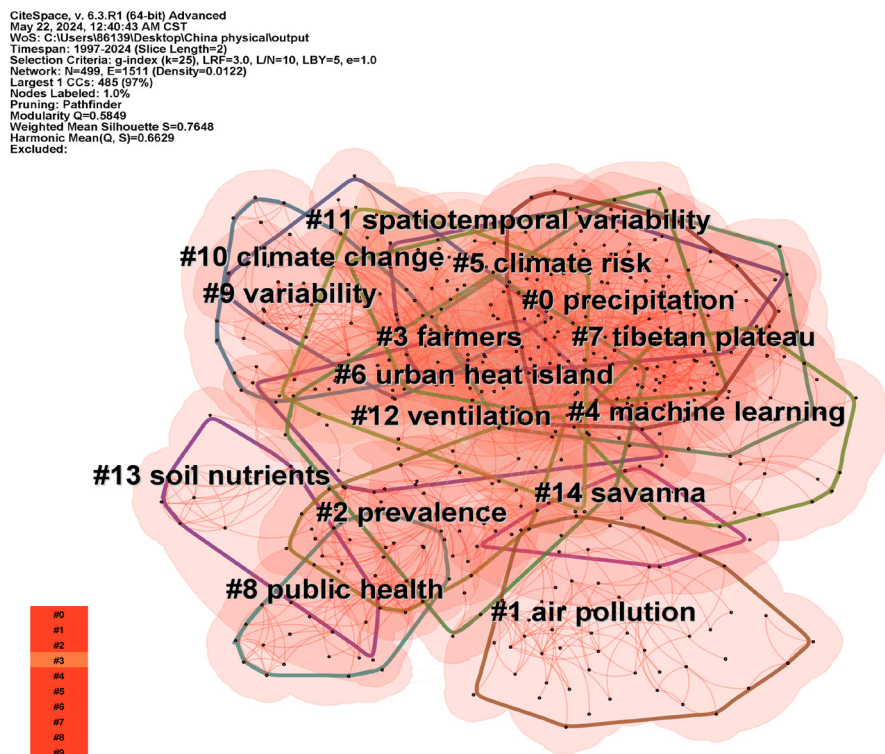 CiteSpace, v. 6.3.R1 (64-bit) Advanced
May 22, 2024, 12:40:43 AM CST
WoS: C:\Users\86139\Desktop\China physical\output
Timespan: 1997-2024 (Slice Length=2)
Selection Criteria: g-index (k=25), LRF=3.0, L/N=10, LBY=5, e=1.0
Network: N=499, E=1511 (Density=0.0122)
Largest 1 CCs: 485 (97%)
Nodes Labeled: 1.0%
Pruning: Pathfinder
Modularity Q=0.5849
Weighted Mean Silhouette S=0.7648
Harmonic Mean(Q, S)=0.6629
Excluded:
#11 spatiotemporal variability
#10 climate change
#5 climate risk
#9 variability
#0 precipitation
#3 farmers
#7 tibetan plateau
#6 urban heat island
#12 ventilation
#4 machine learning
#13 soil nutrients
#14 savanna
#2 prevalence
#8 public health
#1 air pollution
#0
#1
#2
#3
#4
#5
#6
#7
#8
#9